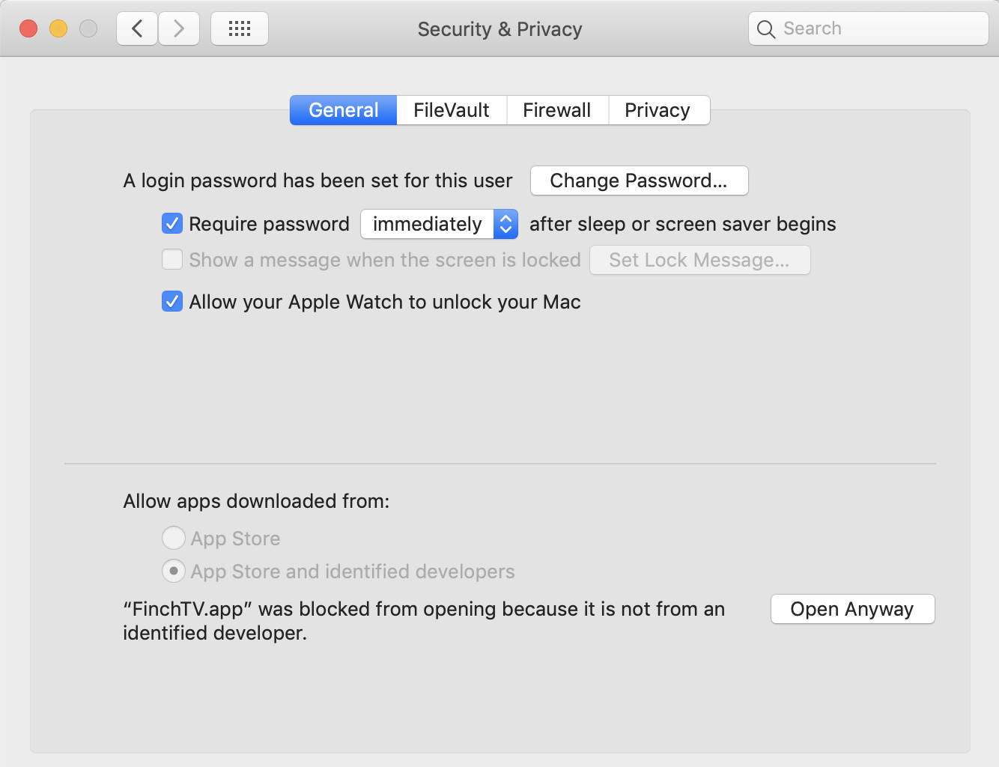 Security & Privacy
Search
General FileVault Firewall Privacy
A login password has been set for this user Change Password...
Require password immediately after sleep or screen saver begins
Show a message when the screen is locked Set Lock Message...
Allow your Apple Watch to unlock your Mac
Allow apps downloaded from:
App Store
App Store and identified developers
“FinchTV.app” was blocked from opening because it is not from an Open Anyway
identified developer.